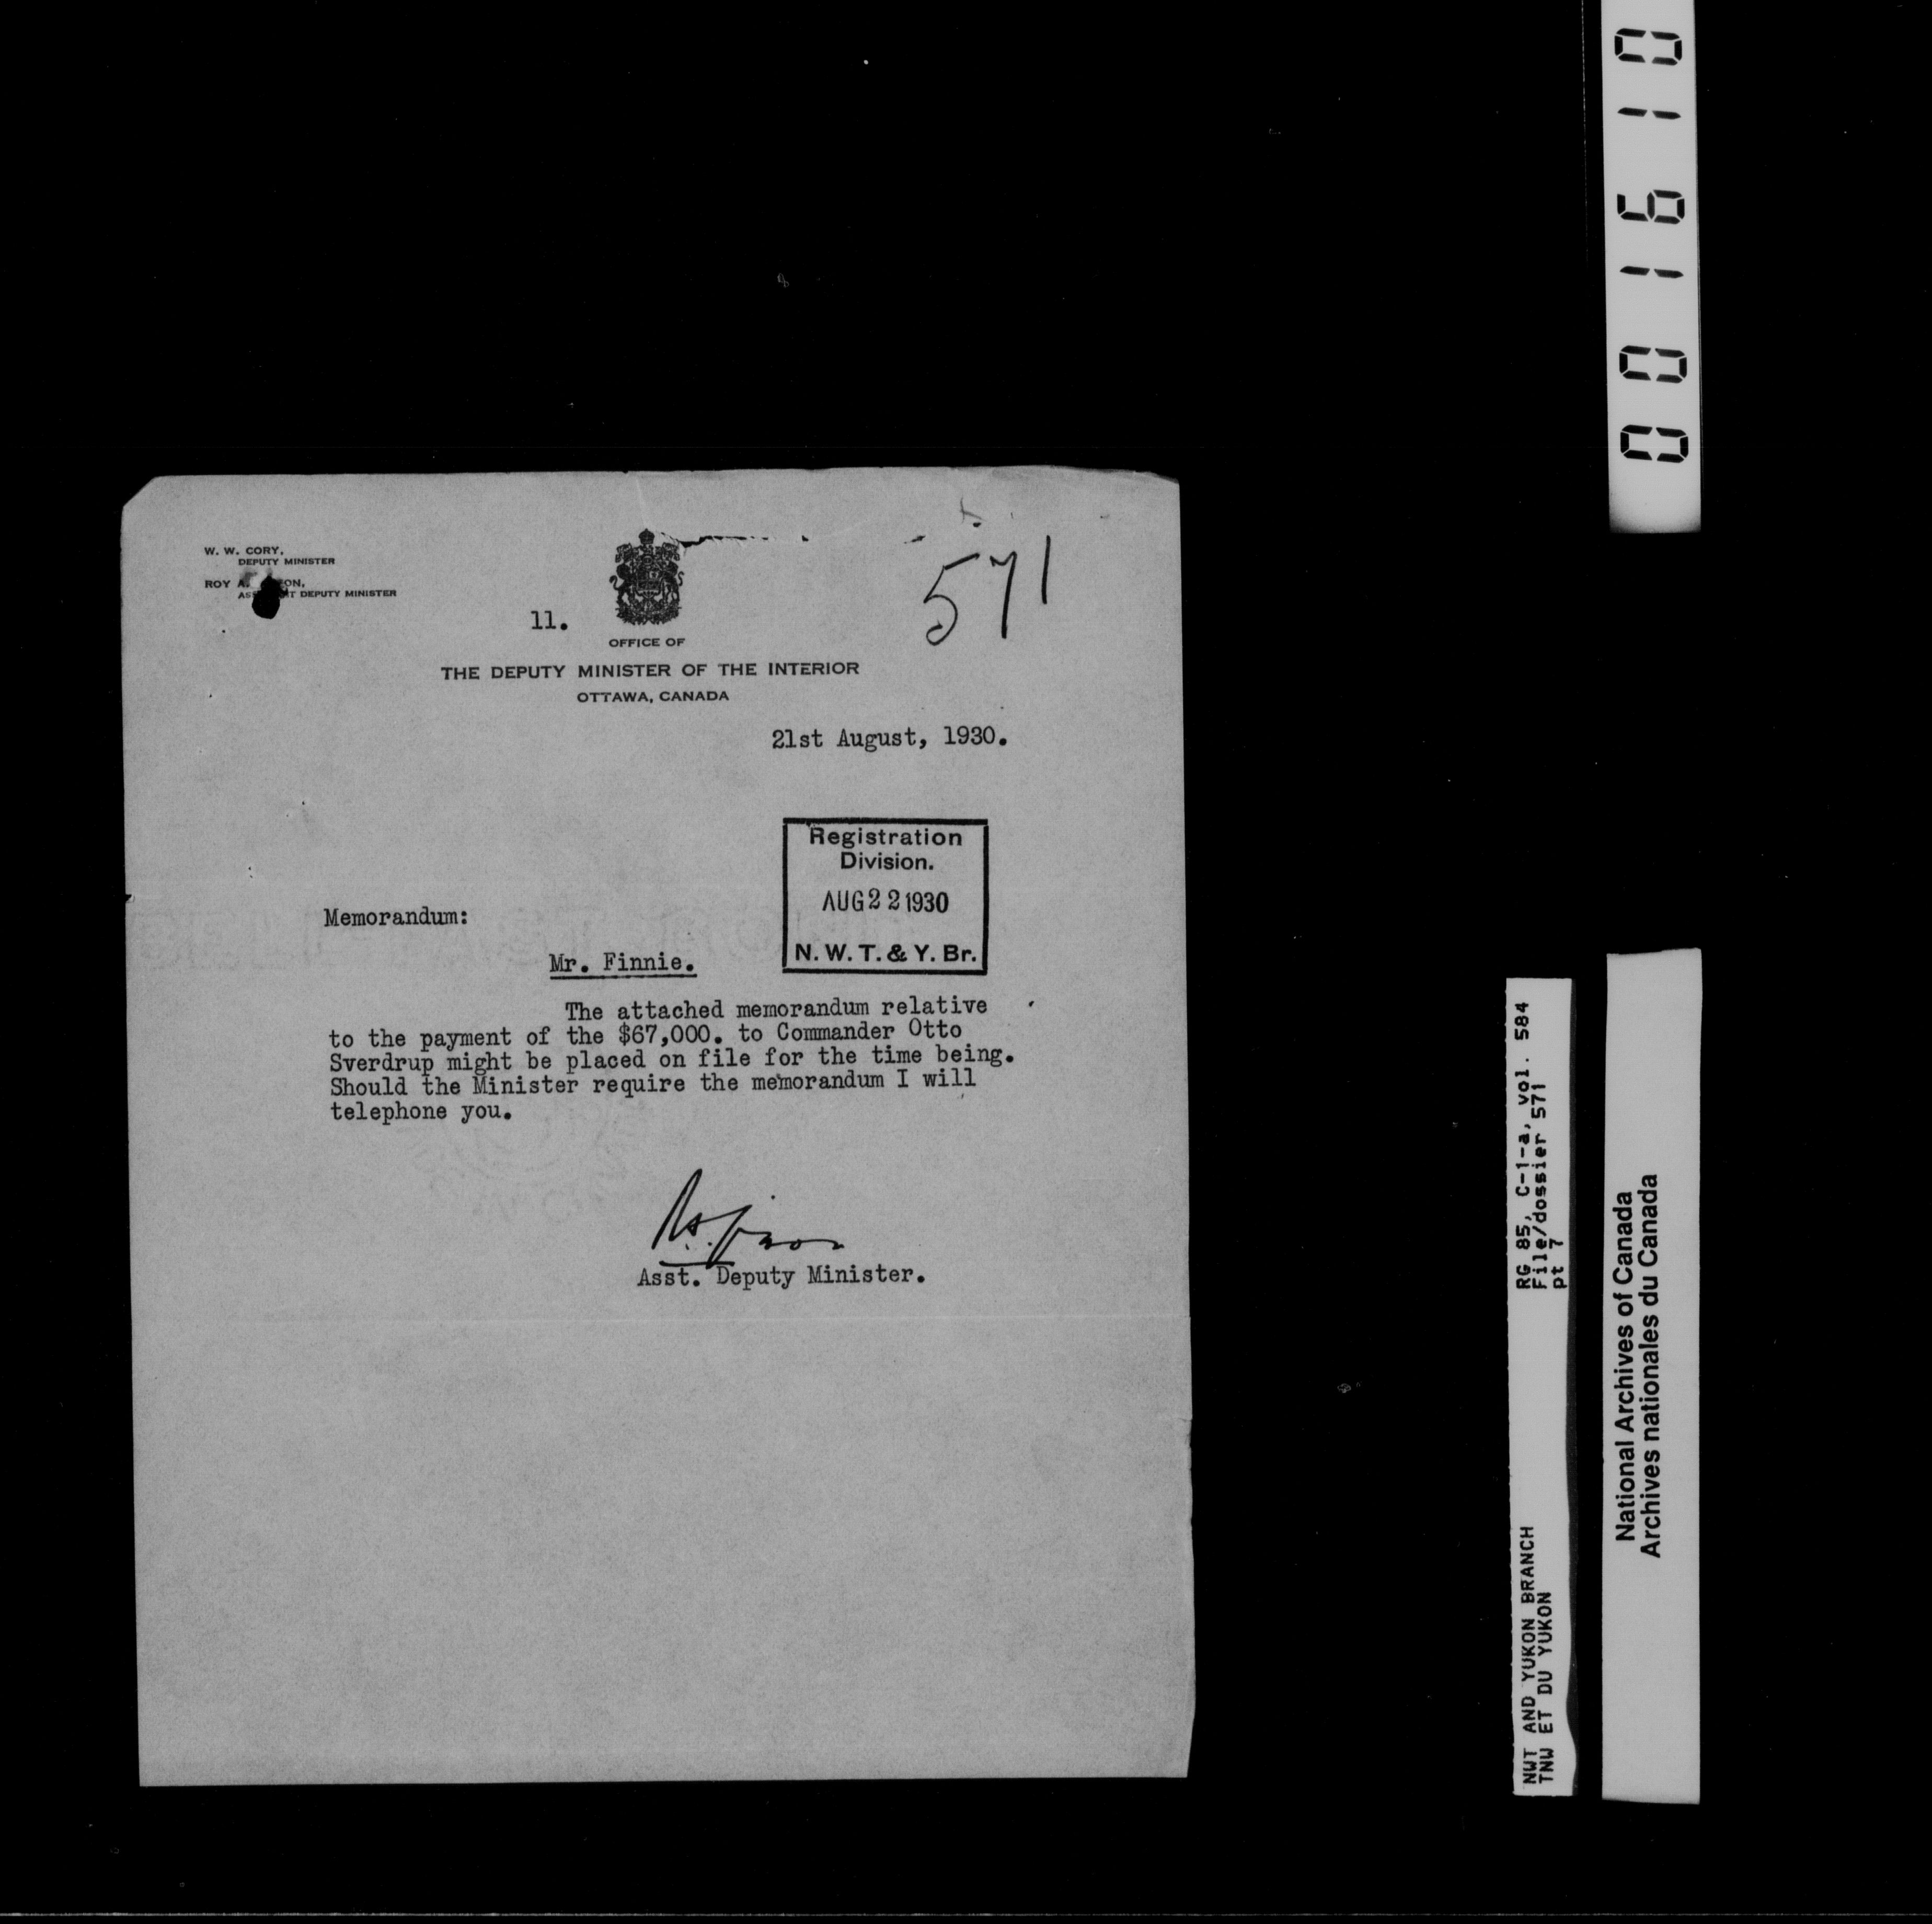 W. W. CORY,
DEPUTY MINISTER
ROY A.
DEPUTY MINISTER
11.
571
OFFICE OF
THE DEPUTY MINISTER OF THE INTERIOR
OTTAWA, CANADA
21st August, 1930.
Registration
Division.
AUG 22 1930
N. W. T. & Y. Br.
Memorandum:
Mr. Finnie.
The attached memorandum relative
to the payment of the $67,000. to Commander Otto
Sverdrup might be placed on file for the time being.
Should the Minister require the memorandum I will
telephone you.
Asst. Deputy Minister.
001610
RG 85, C-1-a, vol. 584
File/dossier 571
pt 7
NWT AND YUKON BRANCH
TNW ET DU YUKON
National Archives of Canada
Archives nationales du Canada